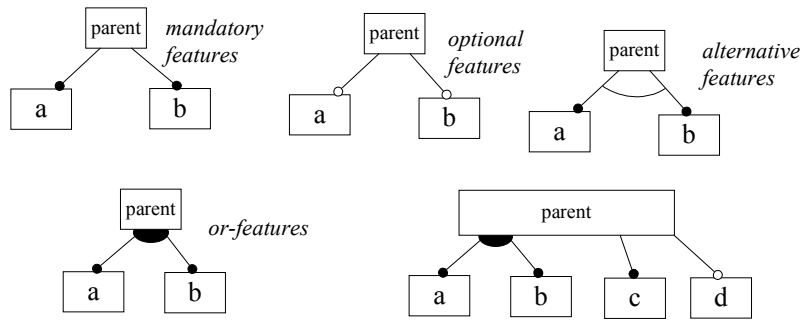 parent
mandatory
features
a
b
parent
optional
features
a
b
parent
alternative
features
a
b
parent
or-features
a
b
parent
a
b
c
d